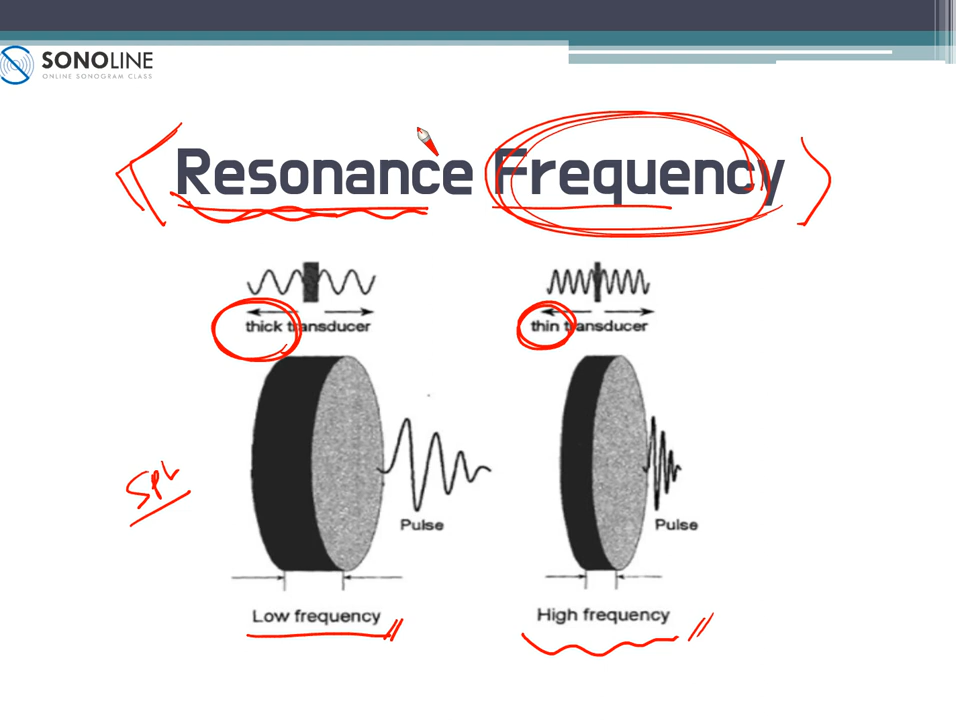 SONOLINE
ONLINE SONOGRAM CLASS
Resonance Frequency
thick transducer
thin transducer
SPL
Pulse
Pulse
Low frequency
High frequency